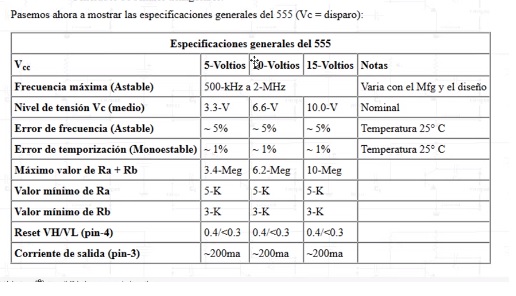 Pasemos ahora a mostrar las especificaciones generales del 555 (Vc = disparo):
Especificaciones generales del 555
Vcc 5-Voltios 10-Voltios 15-Voltios Notas
Frecuencia máxima (Astable) 500-kHz a 2-MHz Varia con el Mfg y el diseño
Nivel de tensión Vc (medio) 3.3-V 6.6-V 10.0-V Nominal
Error de frecuencia (Astable) ~ 5% ~ 5% ~ 5% Temperatura 25° C
Error de temporización (Monoestable) ~ 1% ~ 1% ~ 1% Temperatura 25° C
Máximo valor de Ra + Rb 3.4-Meg 6.2-Meg 10-Meg
Valor mínimo de Ra 5-K 5-K 5-K
Valor mínimo de Rb 3-K 3-K 3-K
Reset VH/VL (pin-4) 0.4/<0.3 0.4/<0.3 0.4/<0.3
Corriente de salida (pin-3) ~200ma ~200ma ~200ma